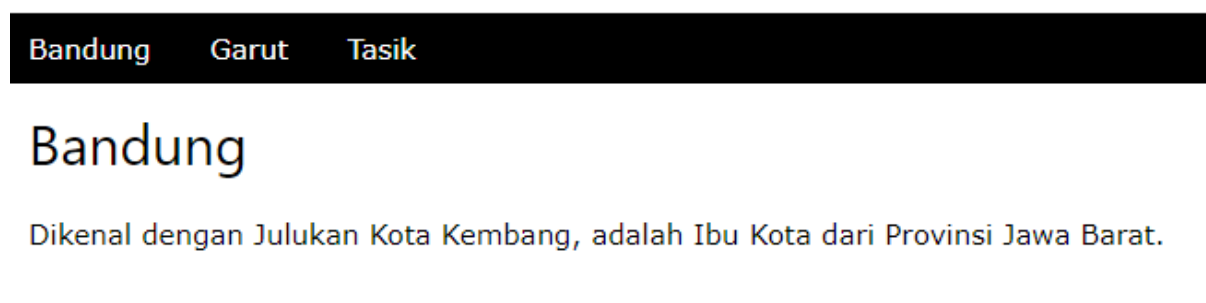 Bandung Garut Tasik
Bandung
Dikenal dengan Julukan Kota Kembang, adalah Ibu Kota dari Provinsi Jawa Barat.